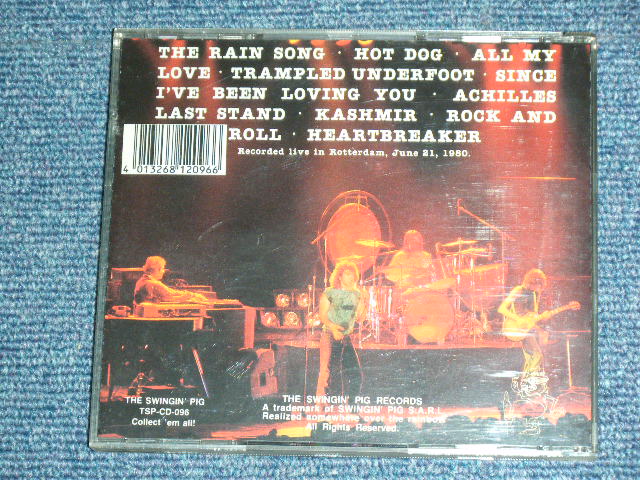 THE RAIN SONG · HOT DOG · ALL MY
LOVE · TRAMPLED UNDERFOOT · SINCE
I'VE BEEN LOVING YOU · ACHILLES
LAST STAND · KASHMIR · ROCK AND
ROLL · HEARTBREAKER
Recorded live in Rotterdam, June 21, 1980.
4 013268 120966
THE SWINGIN' PIG
TSP-CD-096
Collect 'em all!
THE SWINGIN' PIG RECORDS
A trademark of SWINGIN' PIG S.A.R.L.
Realized somewhere over the rainbow
All Rights Reserved.